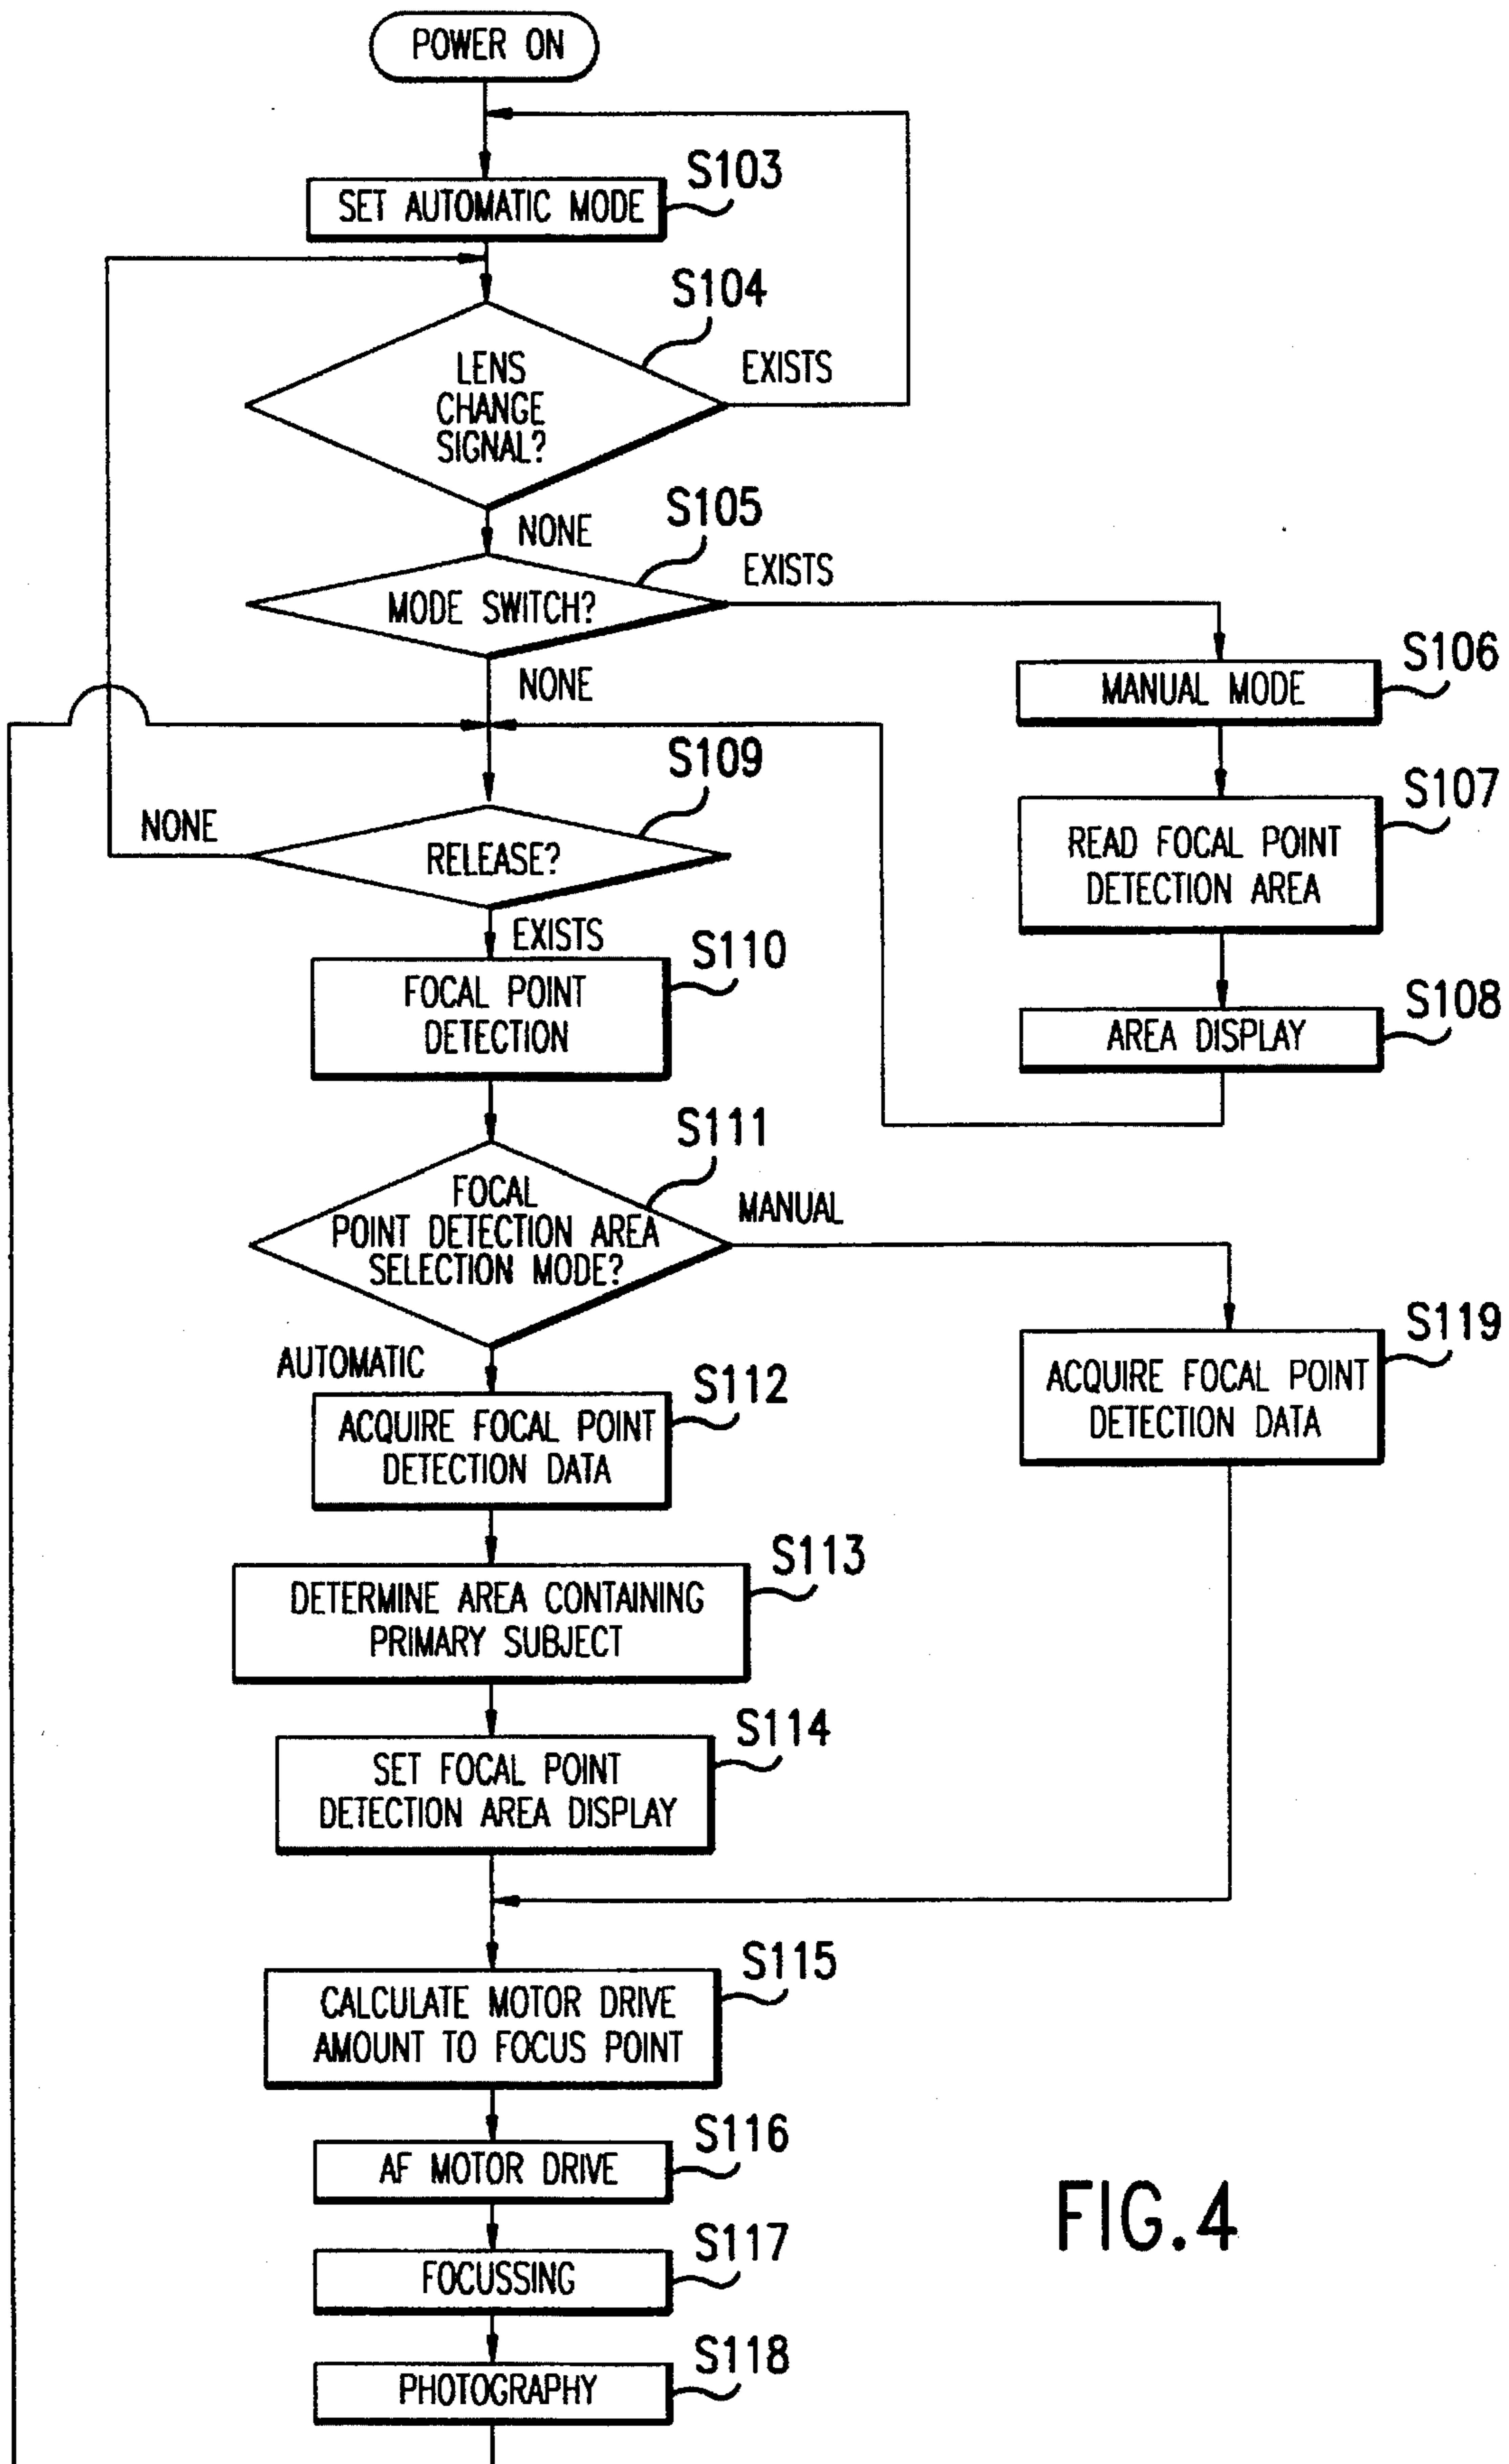 POWER ON
S103
SET AUTOMATIC MODE
S104
LENS
CHANGE
SIGNAL?
EXISTS
NONE
S105
MODE SWITCH?
EXISTS
NONE
S106
MANUAL MODE
S107
READ FOCAL POINT
DETECTION AREA
S108
AREA DISPLAY
S109
NONE
RELEASE?
EXISTS
S110
FOCAL POINT
DETECTION
S111
FOCAL
POINT DETECTION AREA
SELECTION MODE?
MANUAL
AUTOMATIC
S119
ACQUIRE FOCAL POINT
DETECTION DATA
S112
ACQUIRE FOCAL POINT
DETECTION DATA
S113
DETERMINE AREA CONTAINING
PRIMARY SUBJECT
S114
SET FOCAL POINT
DETECTION AREA DISPLAY
S115
CALCULATE MOTOR DRIVE
AMOUNT TO FOCUS POINT
S116
AF MOTOR DRIVE
S117
FOCUSSING
S118
PHOTOGRAPHY
FIG.4